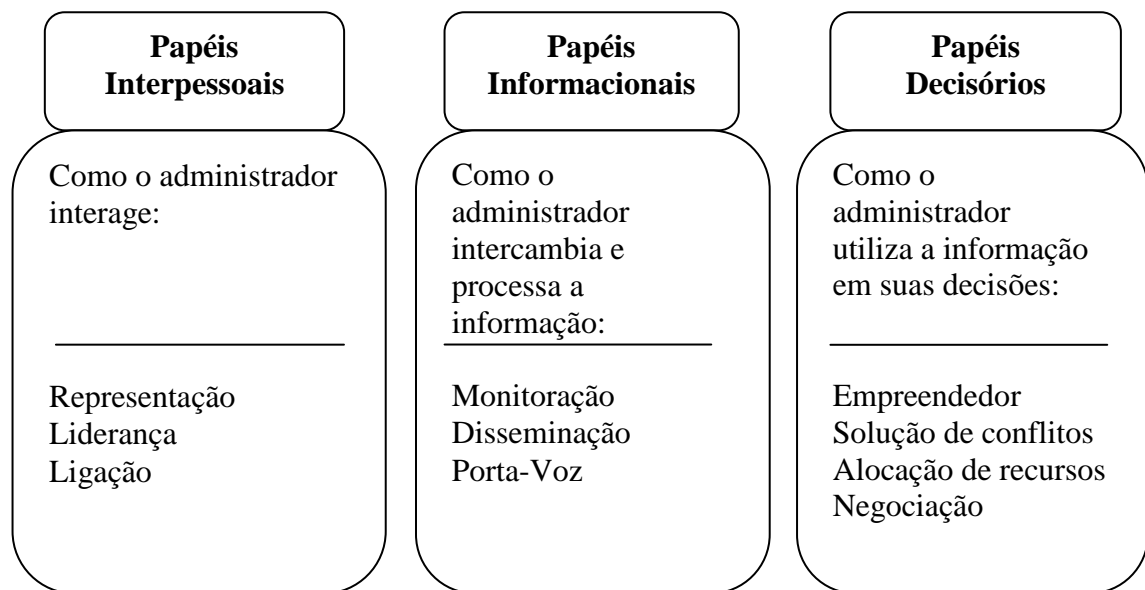 Papéis
Interpessoais
Como o administrador
interage:
Representação
Liderança
Ligação
Papéis
Informacionais
Como o
administrador
intercambia e
processa a
informação:
Monitoração
Disseminação
Porta-Voz
Papéis
Decisórios
Como o
administrador
utiliza a informação
em suas decisões:
Empreendedor
Solução de conflitos
Alocação de recursos
Negociação